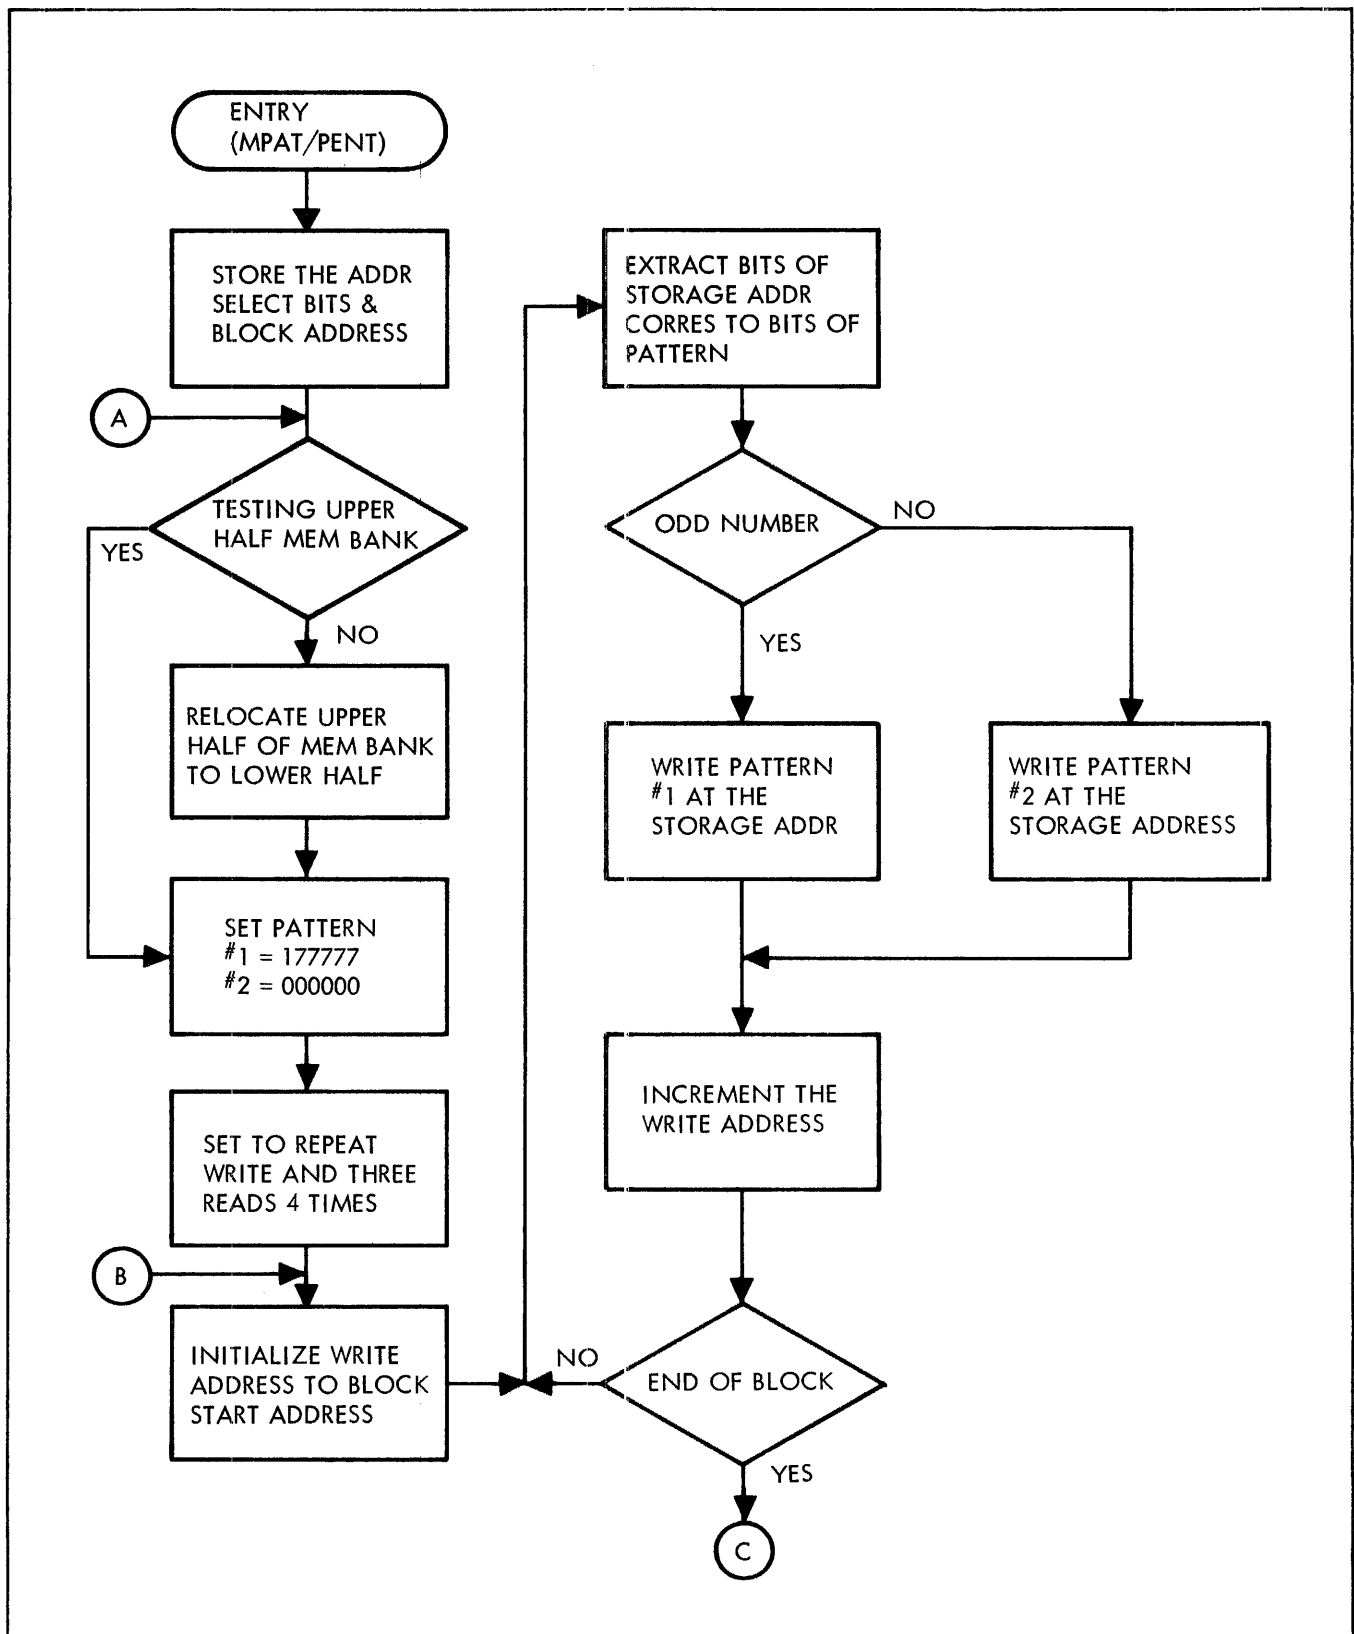 ENTRY
(MPAT/PENT)
STORE THE ADDR
SELECT BITS &
BLOCK ADDRESS
A
TESTING UPPER
HALF MEM BANK
YES
NO
RELOCATE UPPER
HALF OF MEM BANK
TO LOWER HALF
SET PATTERN
#1 = 177777
#2 = 000000
SET TO REPEAT
WRITE AND THREE
READS 4 TIMES
B
INITIALIZE WRITE
ADDRESS TO BLOCK
START ADDRESS
EXTRACT BITS OF
STORAGE ADDR
CORRES TO BITS OF
PATTERN
ODD NUMBER
NO
YES
WRITE PATTERN
#1 AT THE
STORAGE ADDR
WRITE PATTERN
#2 AT THE
STORAGE ADDRESS
INCREMENT THE
WRITE ADDRESS
END OF BLOCK
NO
YES
C